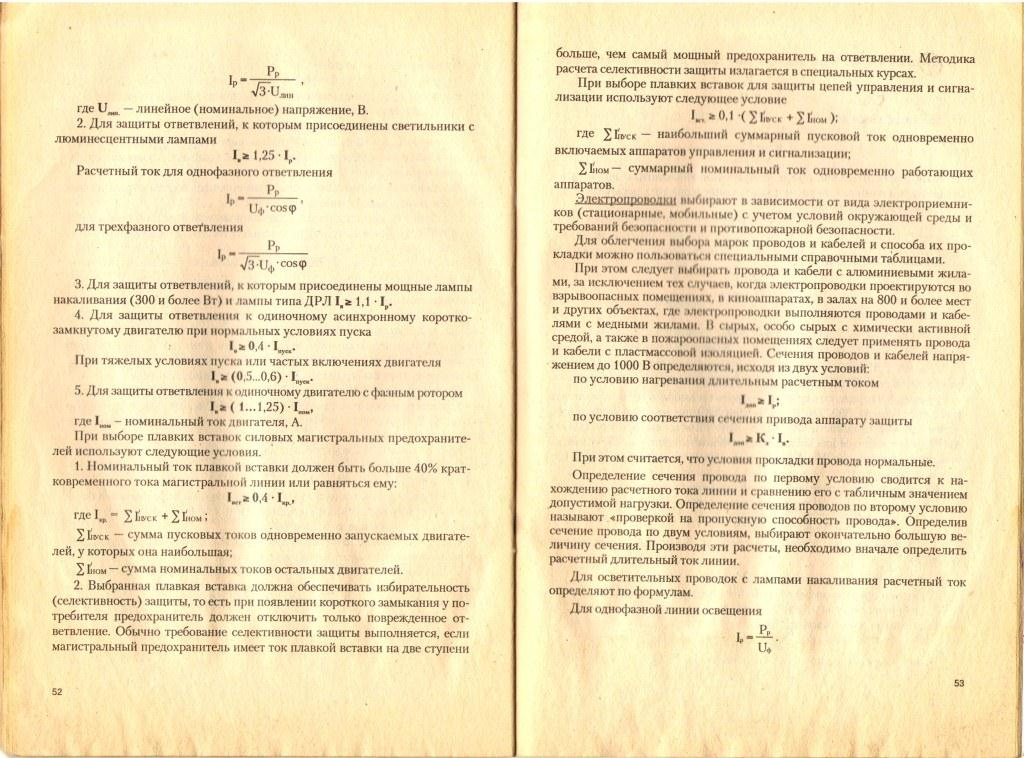 Iр = Pр / √3·Uлин ,
где Uлин. — линейное (номинальное) напряжение, В.
2. Для защиты ответвлений, к которым присоединены светильники с
люминесцентными лампами
Iв ≥ 1,25 · Iр.
Расчетный ток для однофазного ответвления
Iр = Pр / Uф·cosφ ,
для трехфазного ответвления
Iр = Pр / √3·Uф·cosφ
3. Для защиты ответвлений, к которым присоединены мощные лампы
накаливания (300 и более Вт) и лампы типа ДРЛ Iв ≥ 1,1 · Iр.
4. Для защиты ответвления к одиночному асинхронному коротко-
замкнутому двигателю при нормальных условиях пуска
Iв ≥ 0,4 · Iпуск.
При тяжелых условиях пуска или частых включениях двигателя
Iв ≥ (0,5...0,6) · Iпуск.
5. Для защиты ответвления к одиночному двигателю с фазным ротором
Iв ≥ ( 1...1,25) · Iном,
где Iном – номинальный ток двигателя, А.
При выборе плавких вставок силовых магистральных предохраните-
лей используют следующие условия.
1. Номинальный ток плавкой вставки должен быть больше 40% крат-
ковременного тока магистральной линии или равняться ему:
Iвст ≥ 0,4 · Iкр.,
где Iкр. = ∑IПУСК + ∑IНОМ ;
∑IПУСК — сумма пусковых токов одновременно запускаемых двигате-
лей, у которых она наибольшая;
∑IНОМ — сумма номинальных токов остальных двигателей.
2. Выбранная плавкая вставка должна обеспечивать избирательность
(селективность) защиты, то есть при появлении короткого замыкания у по-
требителя предохранитель должен отключить только поврежденное от-
ветвление. Обычно требование селективности защиты выполняется, если
магистральный предохранитель имеет ток плавкой вставки на две ступени
52
больше, чем самый мощный предохранитель на ответвлении. Методика
расчета селективности защиты излагается в специальных курсах.
При выборе плавких вставок для защиты цепей управления и сигна-
лизации используют следующее условие
Iвст. ≥ 0,1 ·( ∑IПУСК + ∑IНОМ );
где ∑IПУСК — наибольший суммарный пусковой ток одновременно
включаемых аппаратов управления и сигнализации;
∑IНОМ — суммарный номинальный ток одновременно работающих
аппаратов.
Электропроводки выбирают в зависимости от вида электроприемни-
ков (стационарные, мобильные) с учетом условий окружающей среды и
требований безопасности и противопожарной безопасности.
Для облегчения выбора марок проводов и кабелей и способа их про-
кладки можно пользоваться специальными справочными таблицами.
При этом следует выбирать провода и кабели с алюминиевыми жила-
ми, за исключением тех случаев, когда электропроводки проектируются во
взрывоопасных помещениях, в киноаппаратах, в залах на 800 и более мест
и других объектах, где электропроводки выполняются проводами и кабе-
лями с медными жилами. В сырых, особо сырых с химически активной
средой, а также в пожароопасных помещениях следует применять провода
и кабели с пластмассовой изоляцией. Сечения проводов и кабелей напря-
жением до 1000 В определяются, исходя из двух условий:
по условию нагревания длительным расчетным током
Iдоп ≥ Iр;
по условию соответствия сечения привода аппарату защиты
Iдоп ≥ Kз · Iв.
При этом считается, что условия прокладки провода нормальные.
Определение сечения провода по первому условию сводится к на-
хождению расчетного тока линии и сравнению его с табличным значением
допустимой нагрузки. Определение сечения проводов по второму условию
называют «проверкой на пропускную способность провода». Определив
сечение провода по двум условиям, выбирают окончательно большую ве-
личину сечения. Производя эти расчеты, необходимо вначале определить
расчетный длительный ток линии.
Для осветительных проводок с лампами накаливания расчетный ток
определяют по формулам.
Для однофазной линии освещения
Iр = Pр / Uф .
53